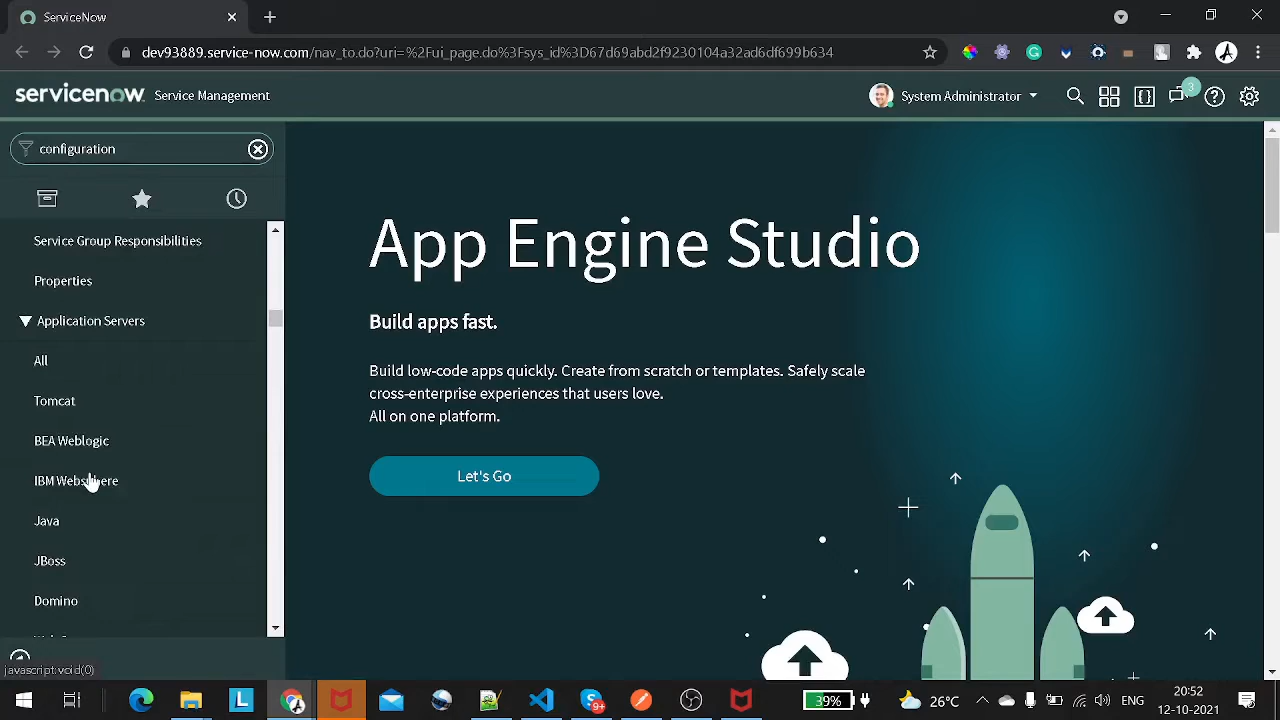 ServiceNow
dev93889.service-now.com/nav_to.do?uri=%2Fui_page.do%3Fsys_id%3D67d69abd2f9230104a32ad6df699b634
servicenow. Service Management
System Administrator
3
configuration
Service Group Responsibilities
Properties
Application Servers
All
Tomcat
BEA Weblogic
IBM Websphere
Java
JBoss
Domino
javascript:void(0)
App Engine Studio
Build apps fast.
Build low-code apps quickly. Create from scratch or templates. Safely scale
cross-enterprise experiences that users love.
All on one platform.
Let's Go
L
9+
39%
26°C
ENG
20:52
12-10-2021